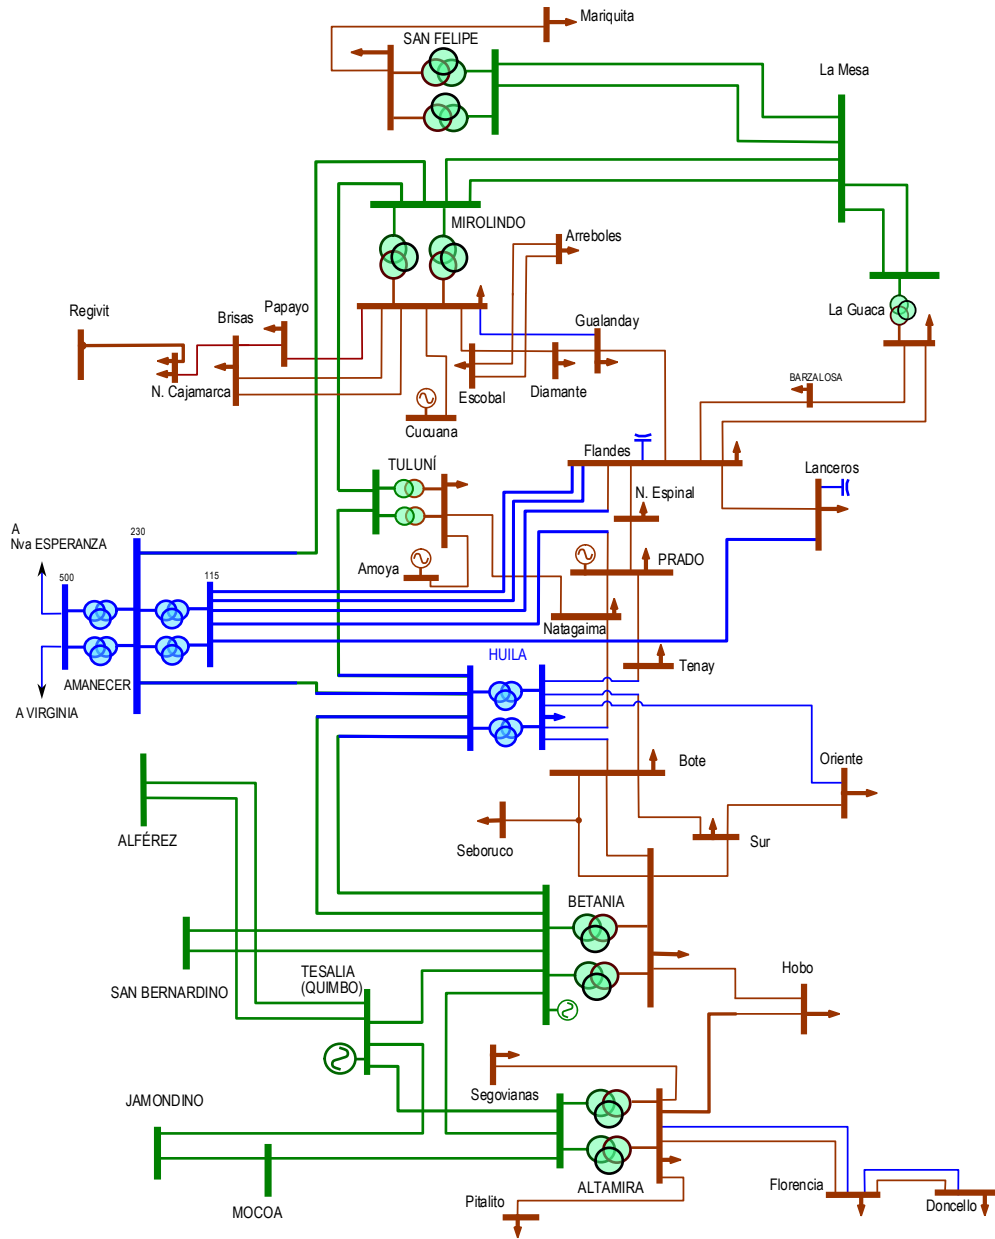 Mariquita
SAN FELIPE
La Mesa
MIROLINDO
Arreboles
Regivit
Brisas
Papayo
Gualanday
La Guaca
N. Cajamarca
Escobal
Diamante
BARZALOSA
Cucuana
Flandes
TULUNÍ
N. Espinal
Lanceros
A
Nva ESPERANZA
230
500
115
Amoya
PRADO
Natagaima
HUILA
Tenay
AMANECER
A VIRGINIA
Bote
Oriente
ALFÉREZ
Seboruco
Sur
BETANIA
SAN BERNARDINO
TESALIA
(QUIMBO)
Hobo
Segovianas
JAMONDINO
ALTAMIRA
Florencia
Doncello
Pitalito
MOCOA